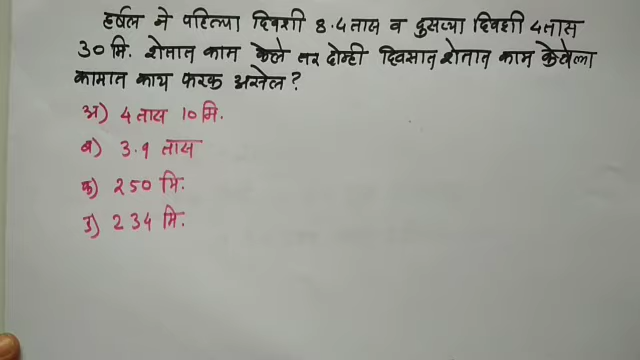 हर्षल ने पहिल्या दिवशी 8.4 तास व दुसऱ्या दिवशी 4 तास
30 मि. शेतात काम केले तर दोन्ही दिवसात शेतात काम केलेला
कामात काय फरक असेल ?
अ) 4 तास 10 मि.
ब) 3.9 तास
क) 250 मि.
ड) 234 मि.